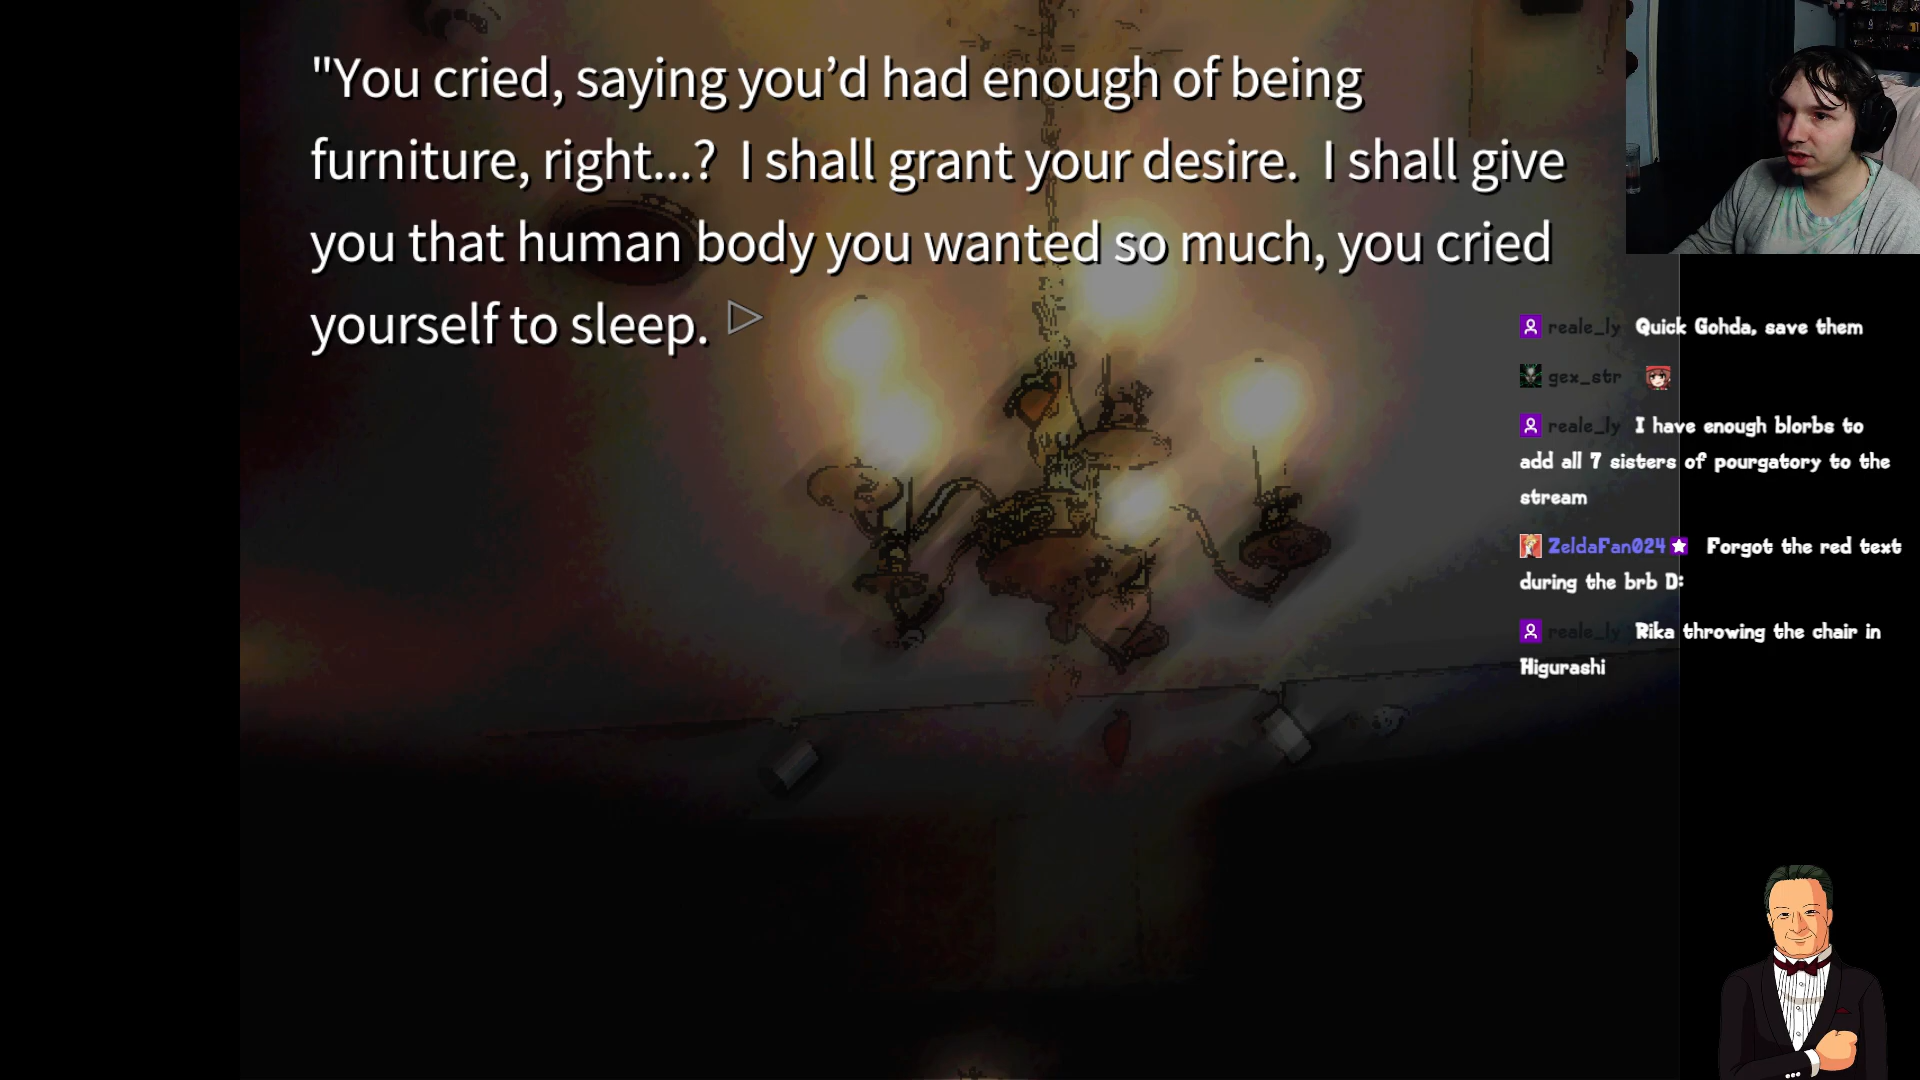 "You cried, saying you’d had enough of being
furniture, right...?  I shall grant your desire.  I shall give
you that human body you wanted so much, you cried
yourself to sleep.
reale_ly Quick Gohda, save them
gex_str
reale_ly I have enough blorbs to
add all 7 sisters of pourgatory to the
stream
ZeldaFan024 Forgot the red text
during the brb D:
reale_ly Rika throwing the chair in
Higurashi